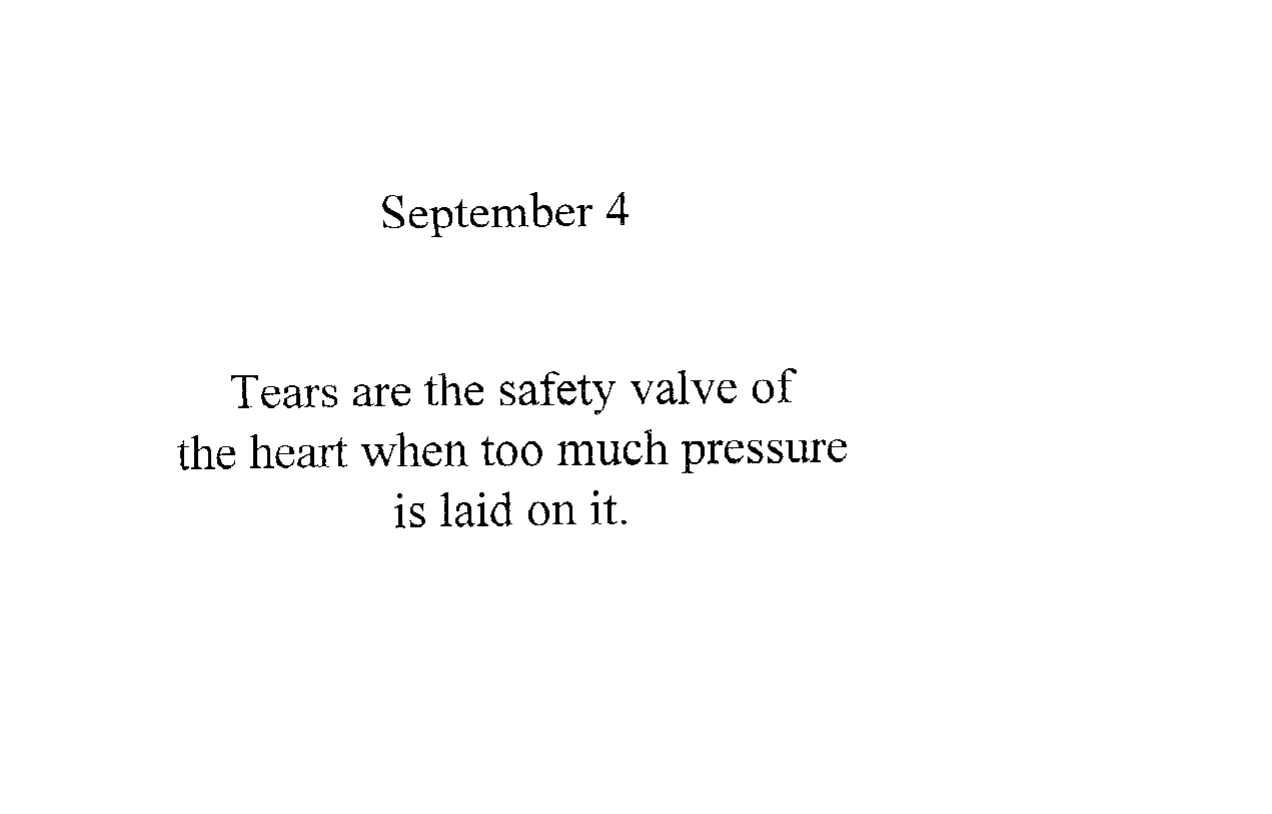 September 4
Tears are the safety valve of
the heart when too much pressure
is laid on it.